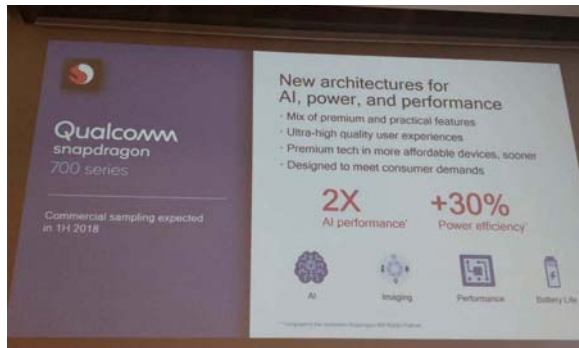 Qualcomm
snapdragon
700 series
Commercial sampling expected
in 1H 2018
New architectures for
AI, power, and performance
· Mix of premium and practical features
· Ultra-high quality user experiences
· Premium tech in more affordable devices, sooner
· Designed to meet consumer demands
2X
AI performance*
+30%
Power efficiency*
AI
Imaging
Performance
Battery Life